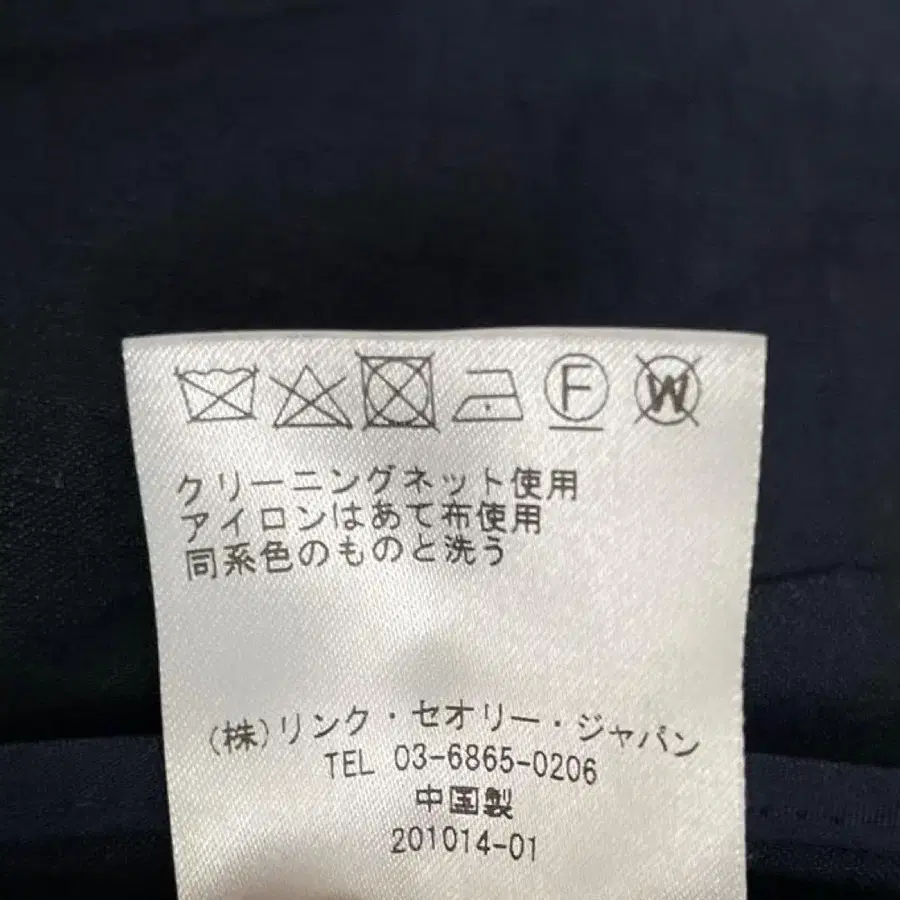 F W
クリーニングネット使用
アイロンはあて布使用
同系色のものと洗う
(株)リンク・セオリー・ジャパン
TEL 03-6865-0206
中国製
201014-01